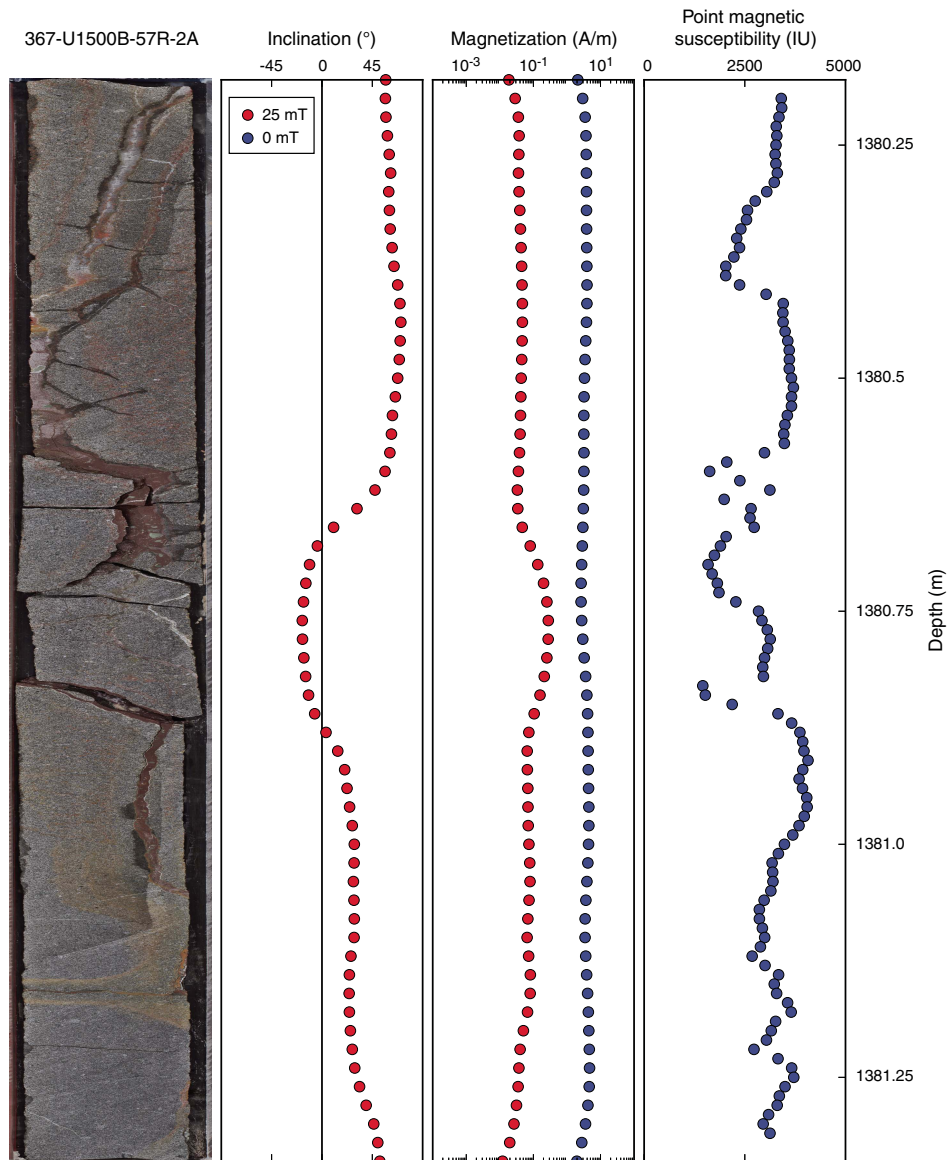 367-U1500B-57R-2A
Inclination (°)
Magnetization (A/m)
Point magnetic
susceptibility (IU)
-45 0 45
10-3 10-1 101
0 2500 5000
25 mT
0 mT
1380.25
1380.5
1380.75
1381.0
1381.25
Depth (m)